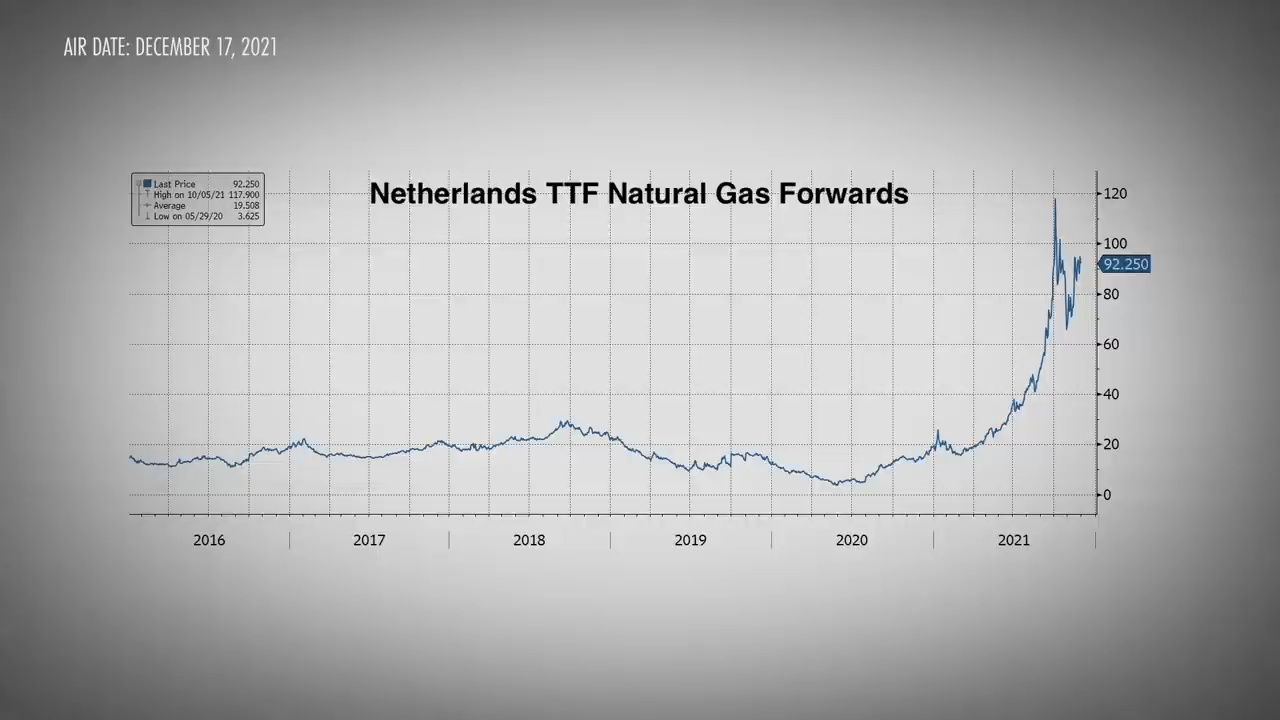 AIR DATE: DECEMBER 17, 2021
Netherlands TTF Natural Gas Forwards
Last Price 92.250
High on 10/05/21 117.900
Average 19.508
Low on 05/29/20 3.625
120
100
92.250
80
60
40
20
0
2016 2017 2018 2019 2020 2021